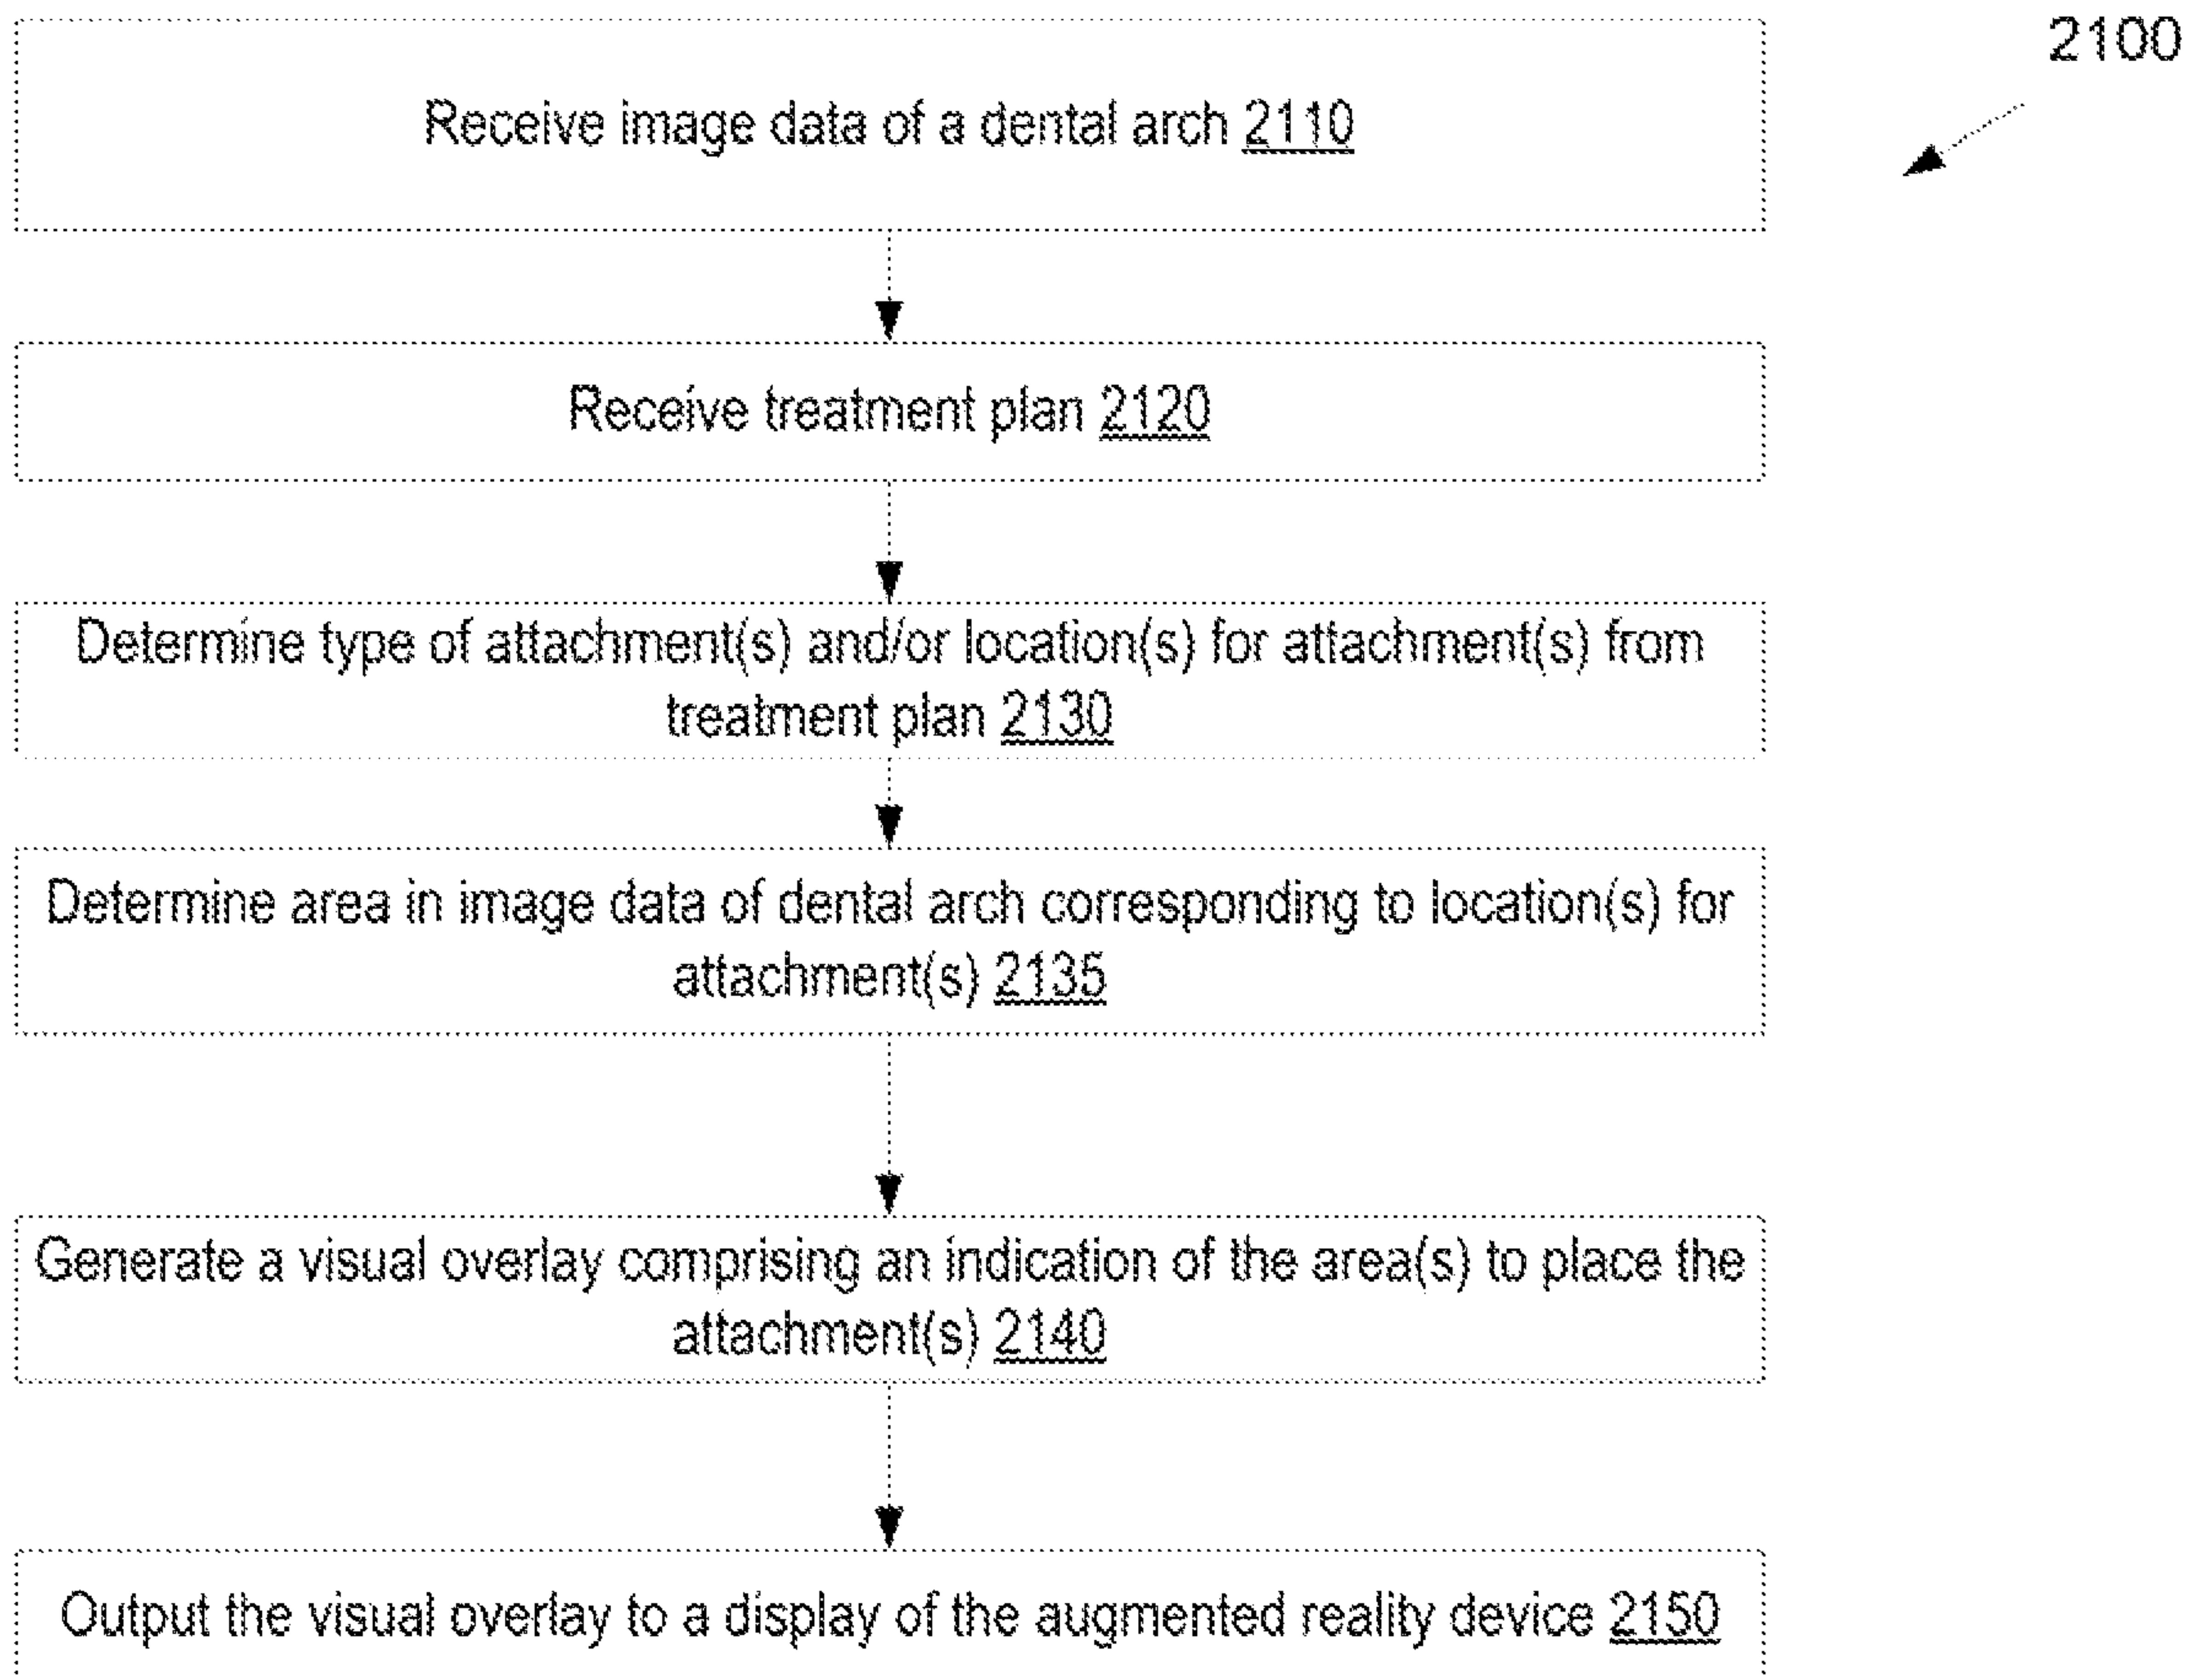 2100
Receive image data of a dental arch 2110
Receive treatment plan 2120
Determine type of attachment(s) and/or location(s) for attachment(s) from
treatment plan 2130
Determine area in image data of dental arch corresponding to location(s) for
attachment(s) 2135
Generate a visual overlay comprising an indication of the area(s) to place the
attachment(s) 2140
Output the visual overlay to a display of the augmented reality device 2150